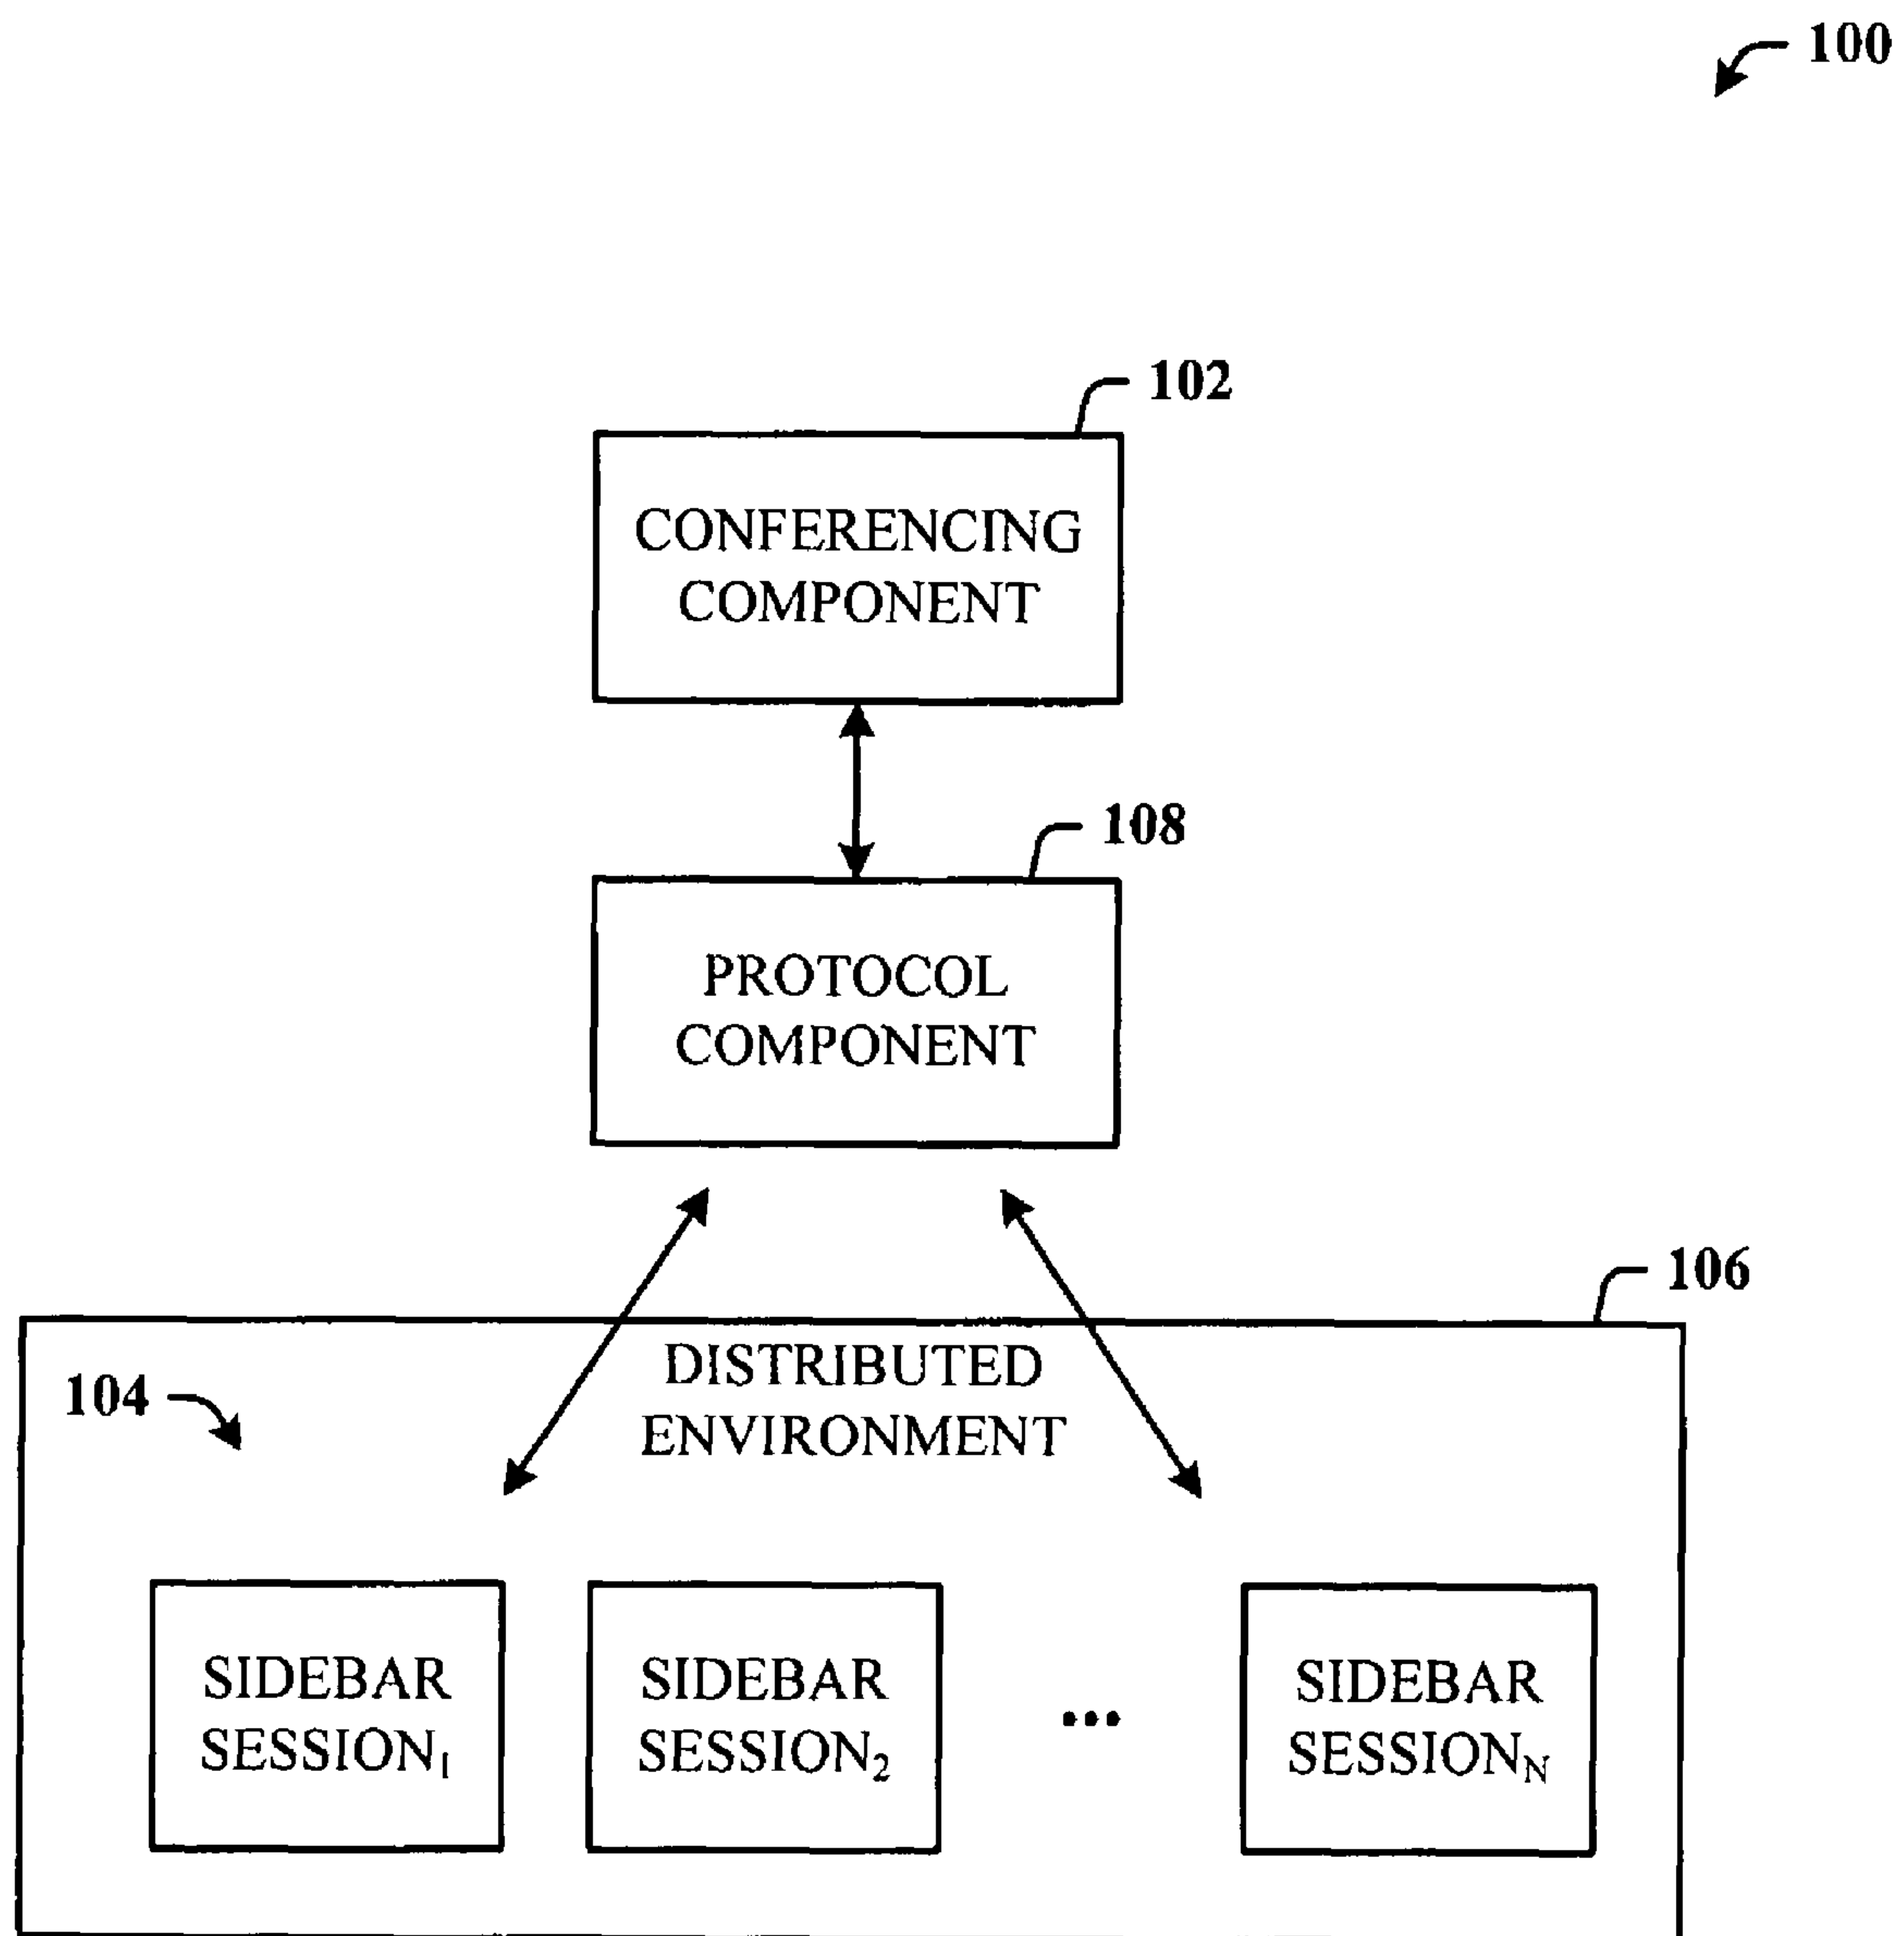 100
102
CONFERENCING
COMPONENT
108
PROTOCOL
COMPONENT
106
DISTRIBUTED
ENVIRONMENT
104
SIDEBAR
SESSION₁
SIDEBAR
SESSION₂
...
SIDEBAR
SESSIONN